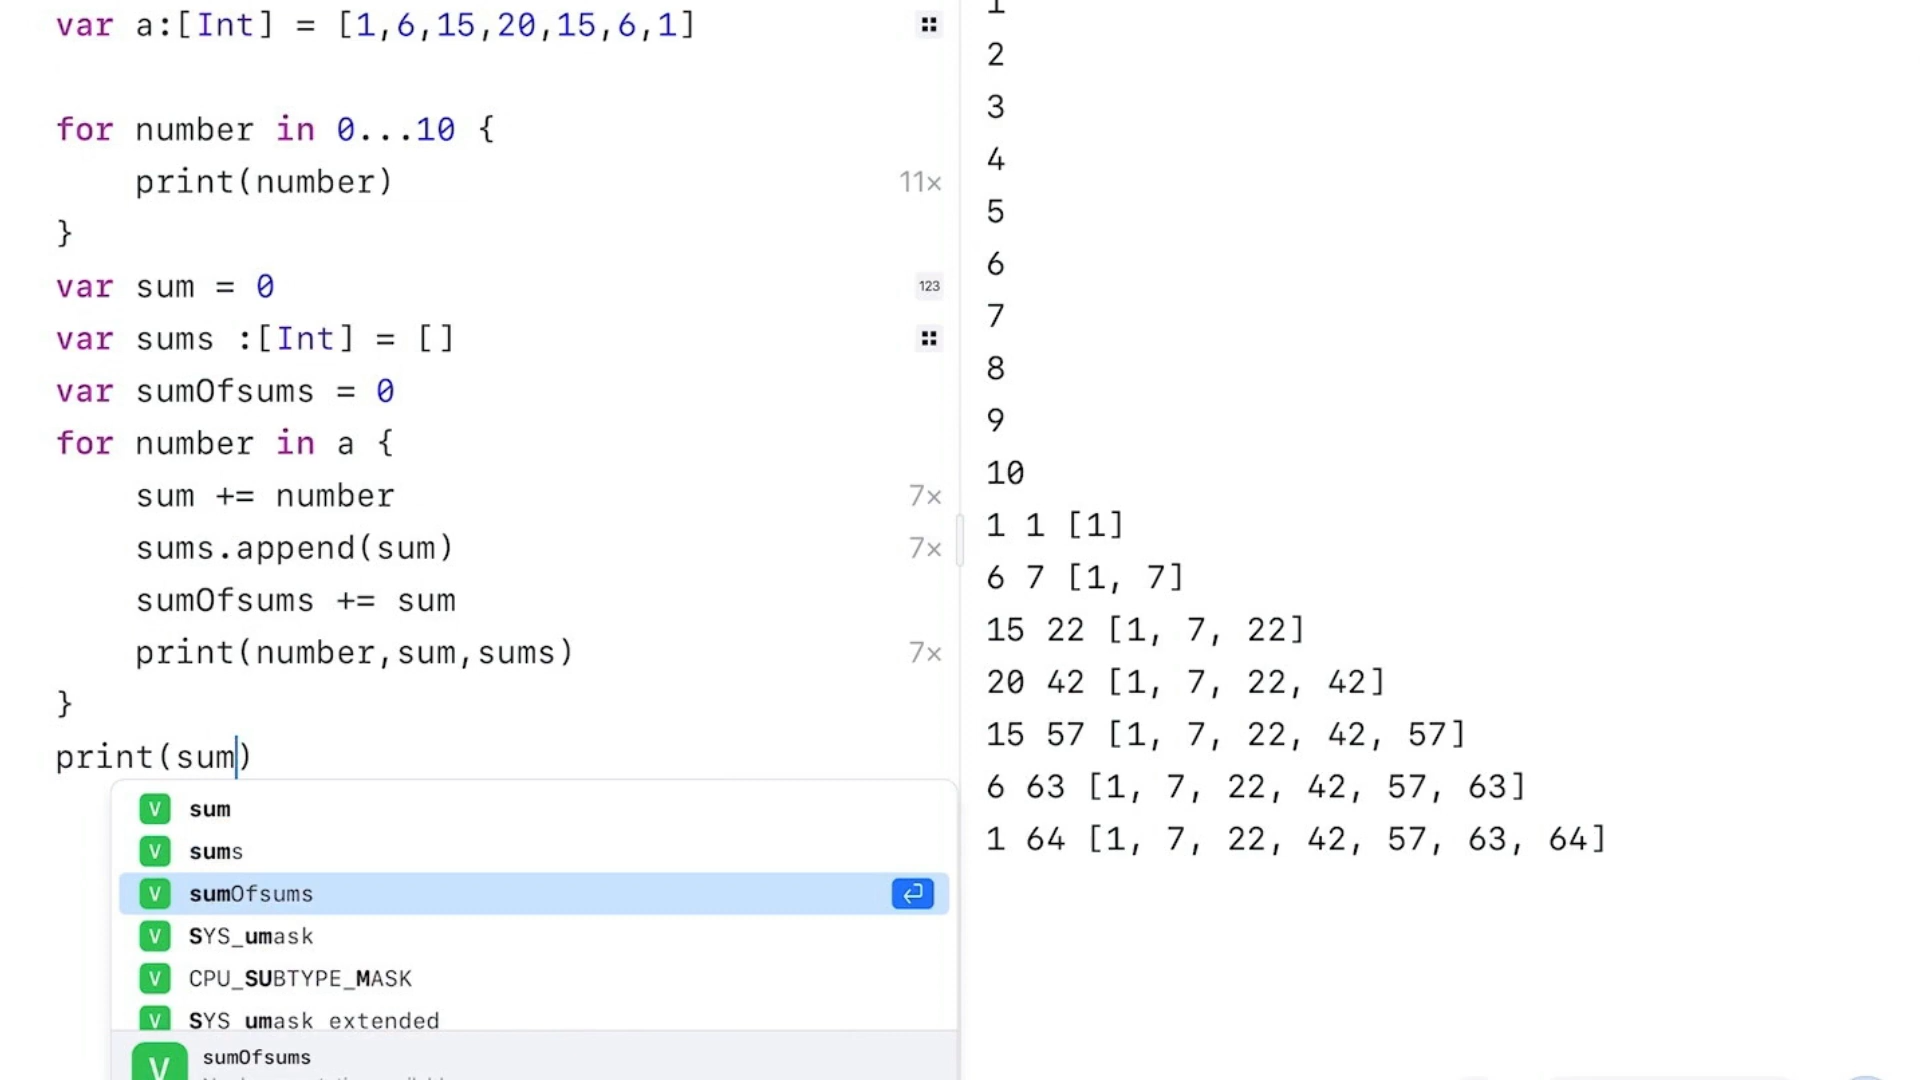 var a:[Int] = [1,6,15,20,15,6,1]
for number in 0...10 {
print(number)
11×
}
var sum = 0
123
var sums :[Int] = []
var sumOfsums = 0
for number in a {
sum += number
7×
sums.append(sum)
7×
sumOfsums += sum
print(number,sum,sums)
7×
}
print(sum)
V sum
V sums
V sumOfsums
V SYS_umask
V CPU_SUBTYPE_MASK
V SYS_umask_extended
V sumOfsums
1
2
3
4
5
6
7
8
9
10
1 1 [1]
6 7 [1, 7]
15 22 [1, 7, 22]
20 42 [1, 7, 22, 42]
15 57 [1, 7, 22, 42, 57]
6 63 [1, 7, 22, 42, 57, 63]
1 64 [1, 7, 22, 42, 57, 63, 64]